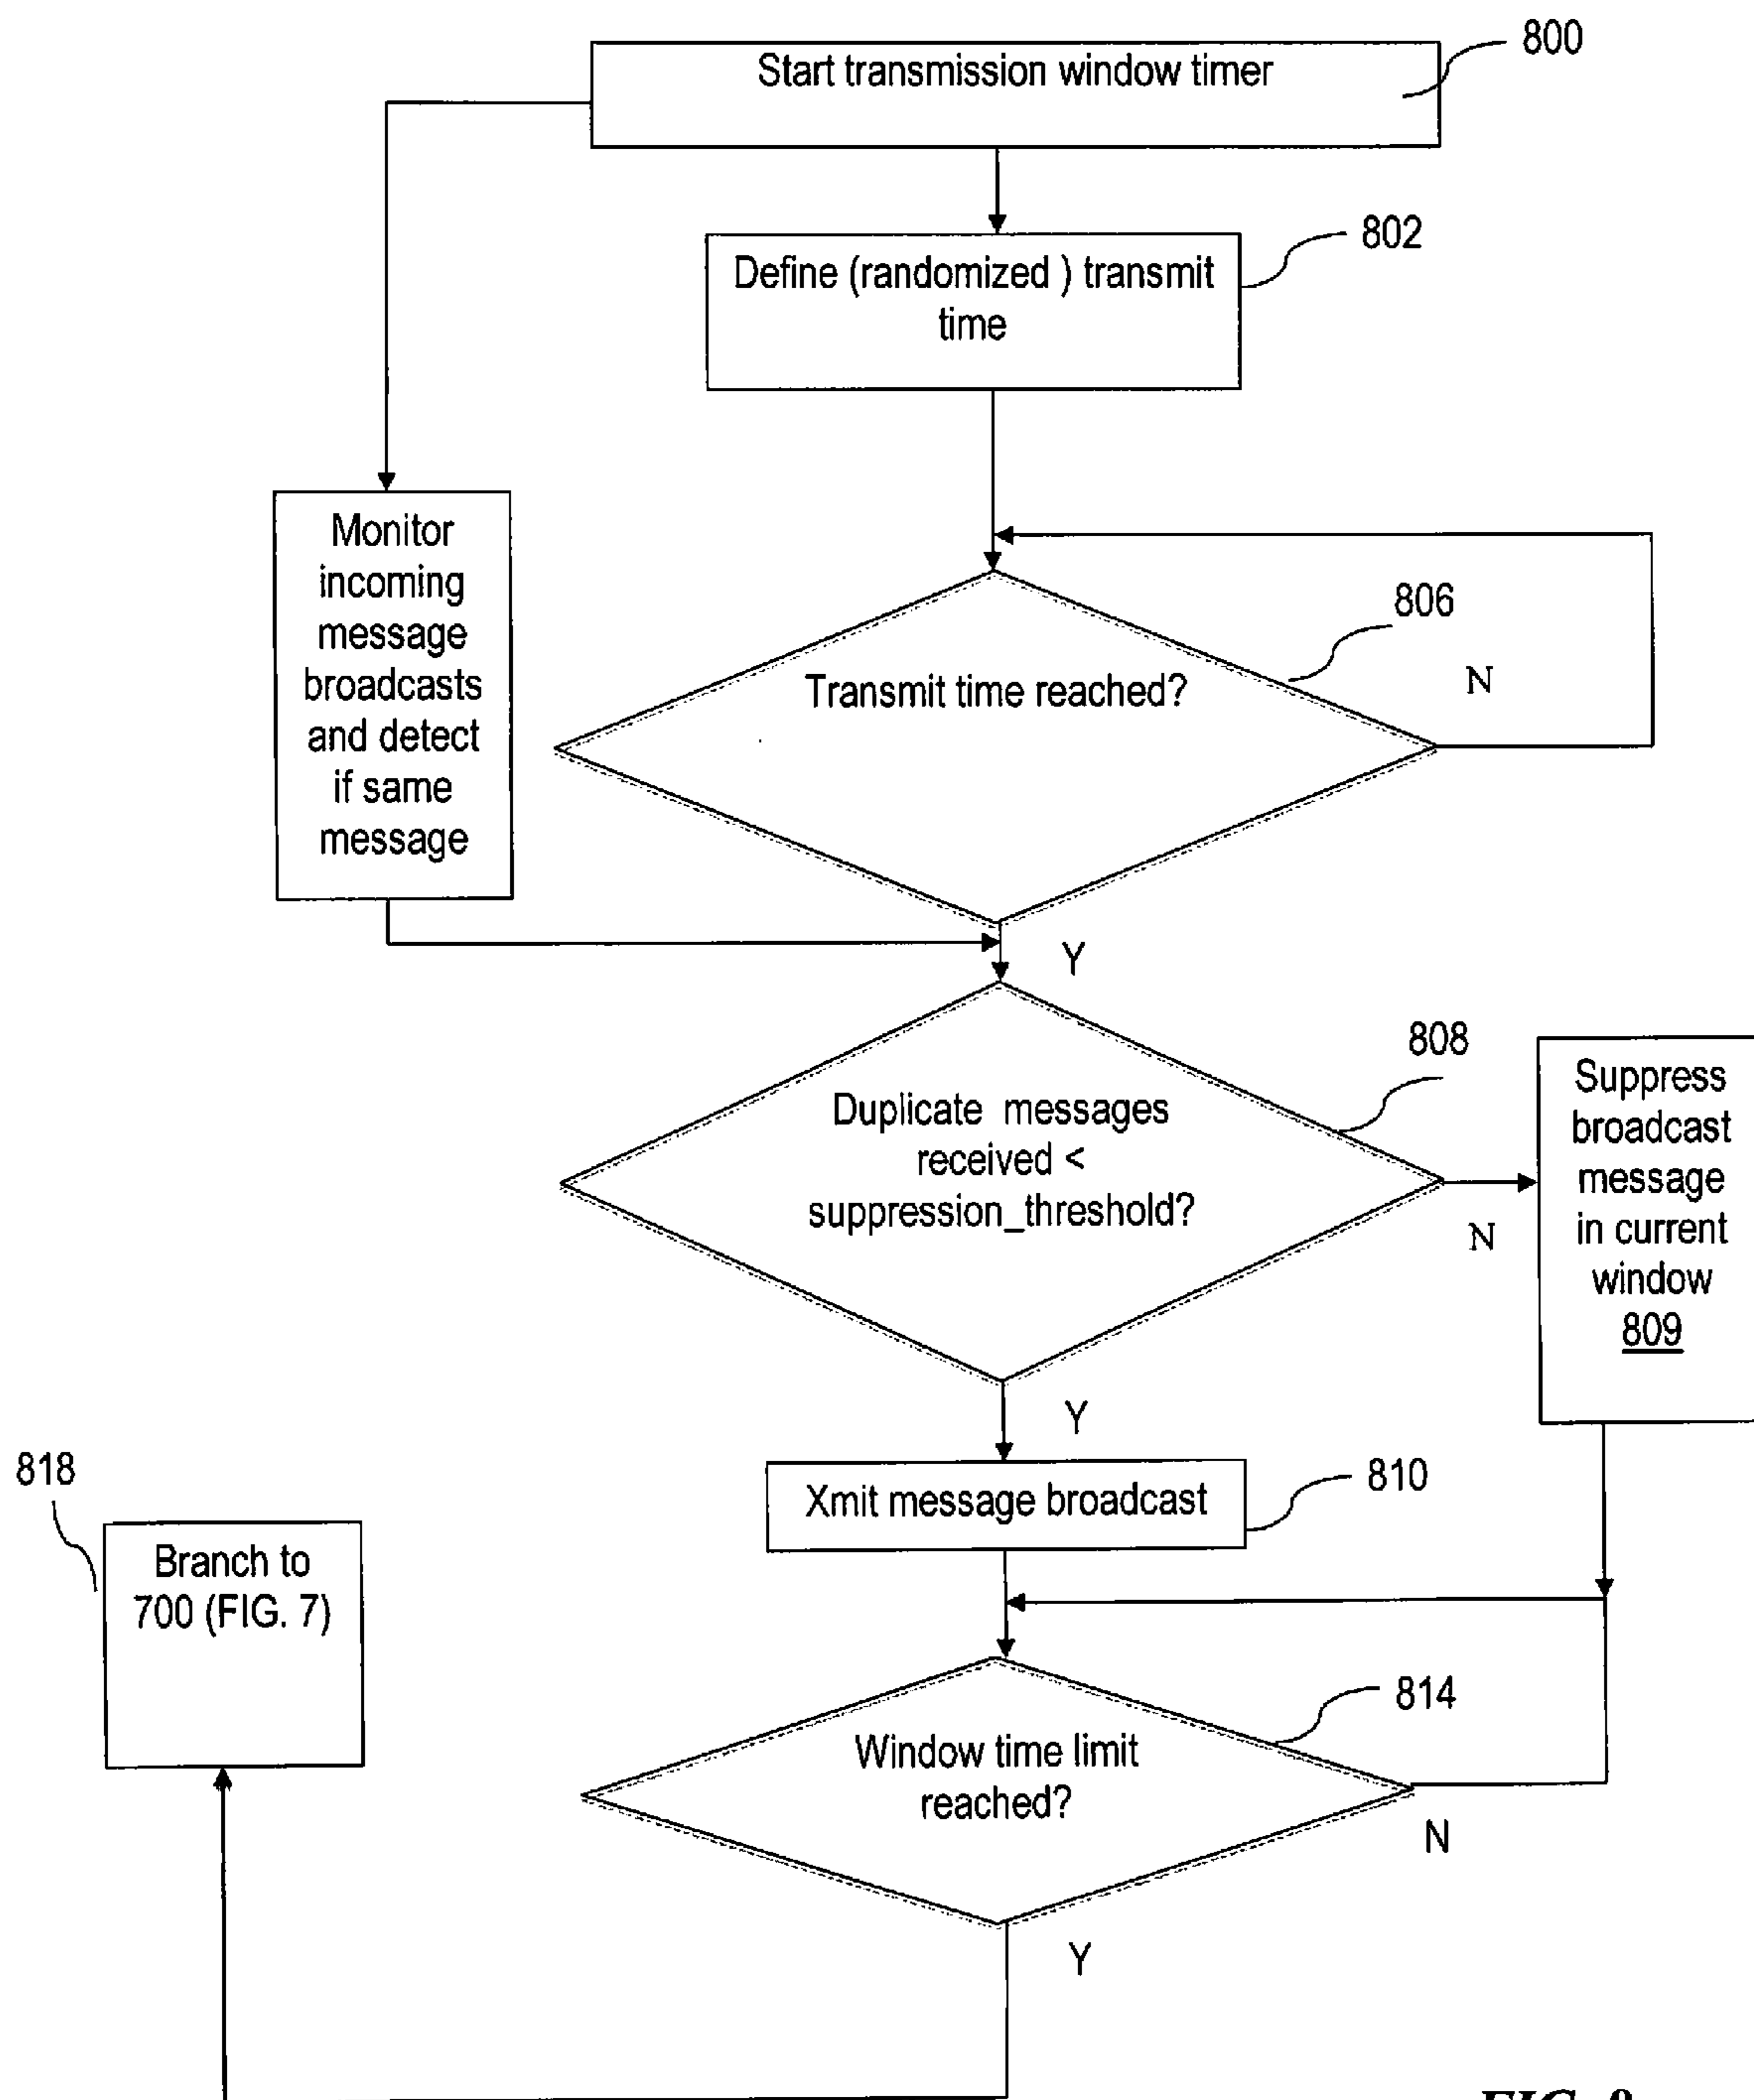 Start transmission window timer
800
Define (randomized ) transmit
time
802
Monitor
incoming
message
broadcasts
and detect
if same
message
Transmit time reached?
806
N
Y
Duplicate  messages
received <
suppression_threshold?
808
N
Suppress
broadcast
message
in current
window
809
Y
Xmit message broadcast
810
818
Branch to
700 (FIG. 7)
Window time limit
reached?
814
N
Y